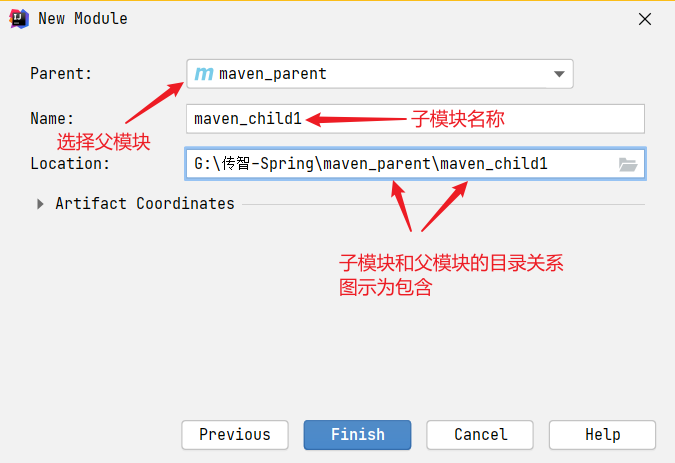 New Module
Parent:
maven_parent
选择父模块
Name:
maven_child1
子模块名称
Location:
G:\传智-Spring\maven_parent\maven_child1
Artifact Coordinates
子模块和父模块的目录关系
图示为包含
Previous
Finish
Cancel
Help